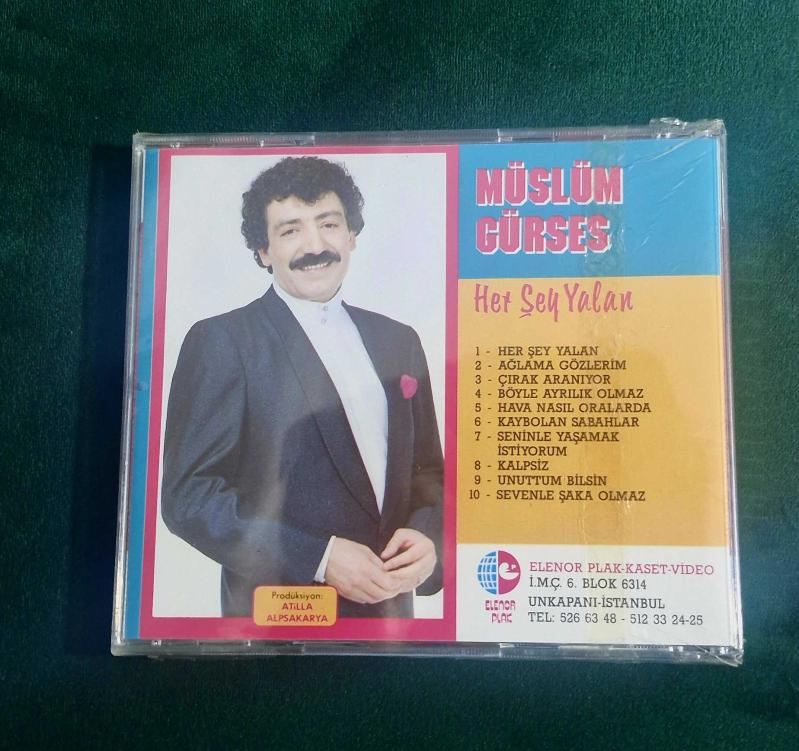 MÜSLÜM
GÜRSES
Her Şey Yalan
1 - HER ŞEY YALAN
2 - AĞLAMA GÖZLERİM
3 - ÇIRAK ARANIYOR
4 - BÖYLE AYRILIK OLMAZ
5 - HAVA NASIL ORALARDA
6 - KAYBOLAN SABAHLAR
7 - SENİNLE YAŞAMAK
İSTİYORUM
8 - KALPSİZ
9 - UNUTTUM BİLSİN
10 - SEVENLE ŞAKA OLMAZ
Prodüksiyon:
ATİLLA
ALPSAKARYA
ELENOR
PLAK
ELENOR PLAK-KASET-VİDEO
İ.M.Ç. 6. BLOK 6314
UNKAPANI-İSTANBUL
TEL: 526 63 48 - 512 33 24-25